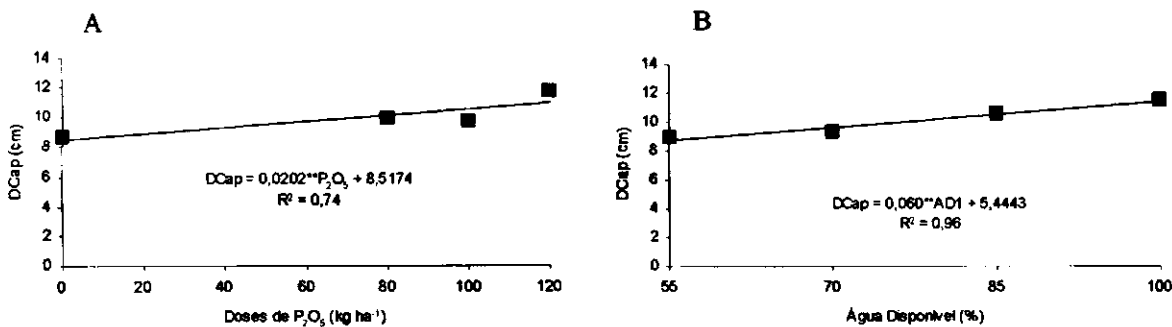 A
14
12
10
8
6
4
2
0
DCap (cm)
DCap = 0,0202**P₂O₅ + 8,5174
R² = 0,74
0 20 40 60 80 100 120
Doses de P₂O₅ (kg ha⁻¹)
B
14
12
10
8
6
4
2
0
DCap (cm)
DCap = 0,060**AD1 + 5,4443
R² = 0,96
55 70 85 100
Água Disponível (%)